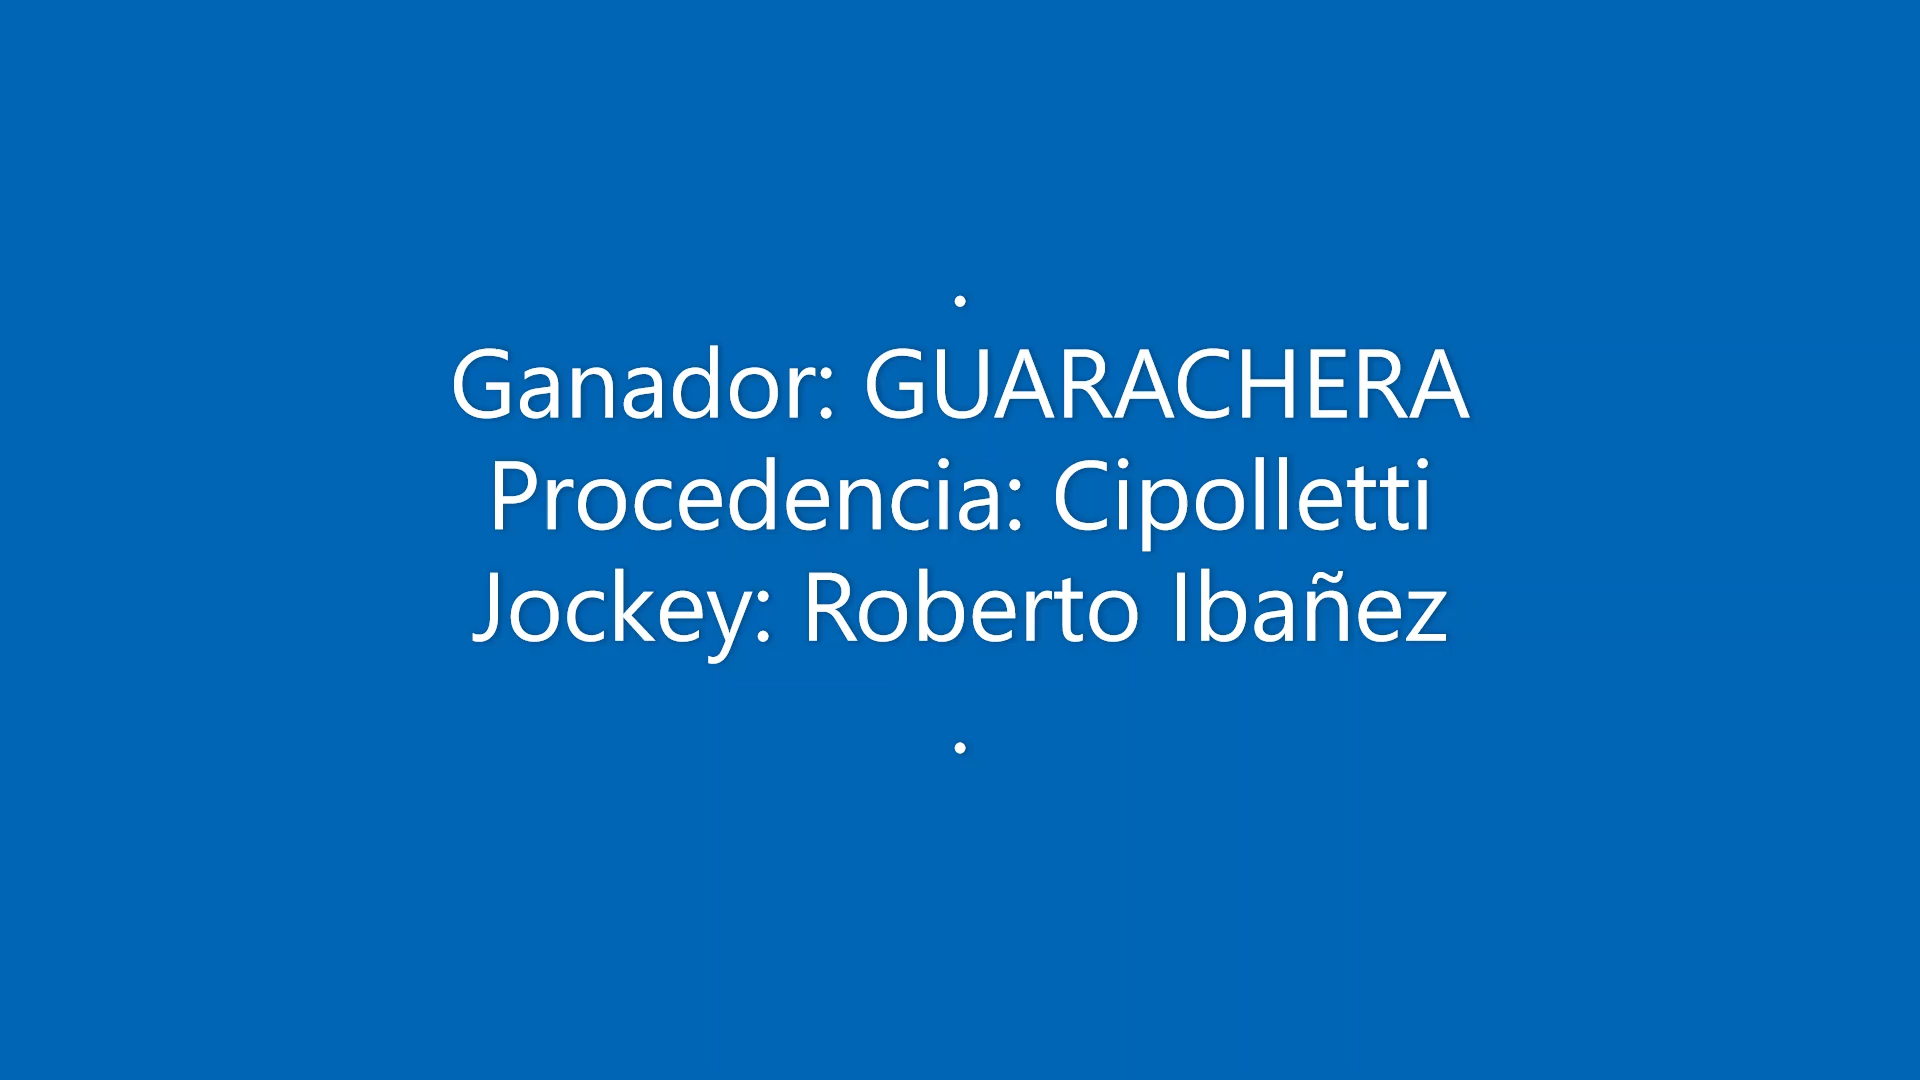 .
Ganador: GUARACHERA
Procedencia: Cipolletti
Jockey: Roberto Ibañez
.